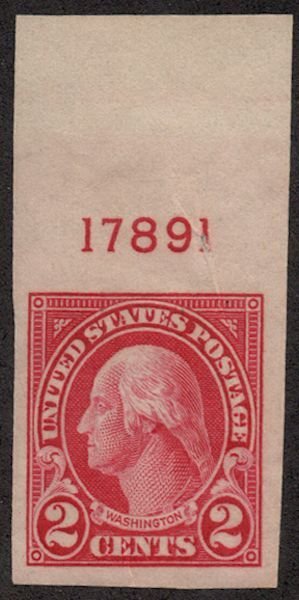 17891
UNITED STATES POSTAGE
WASHINGTON
2 CENTS 2